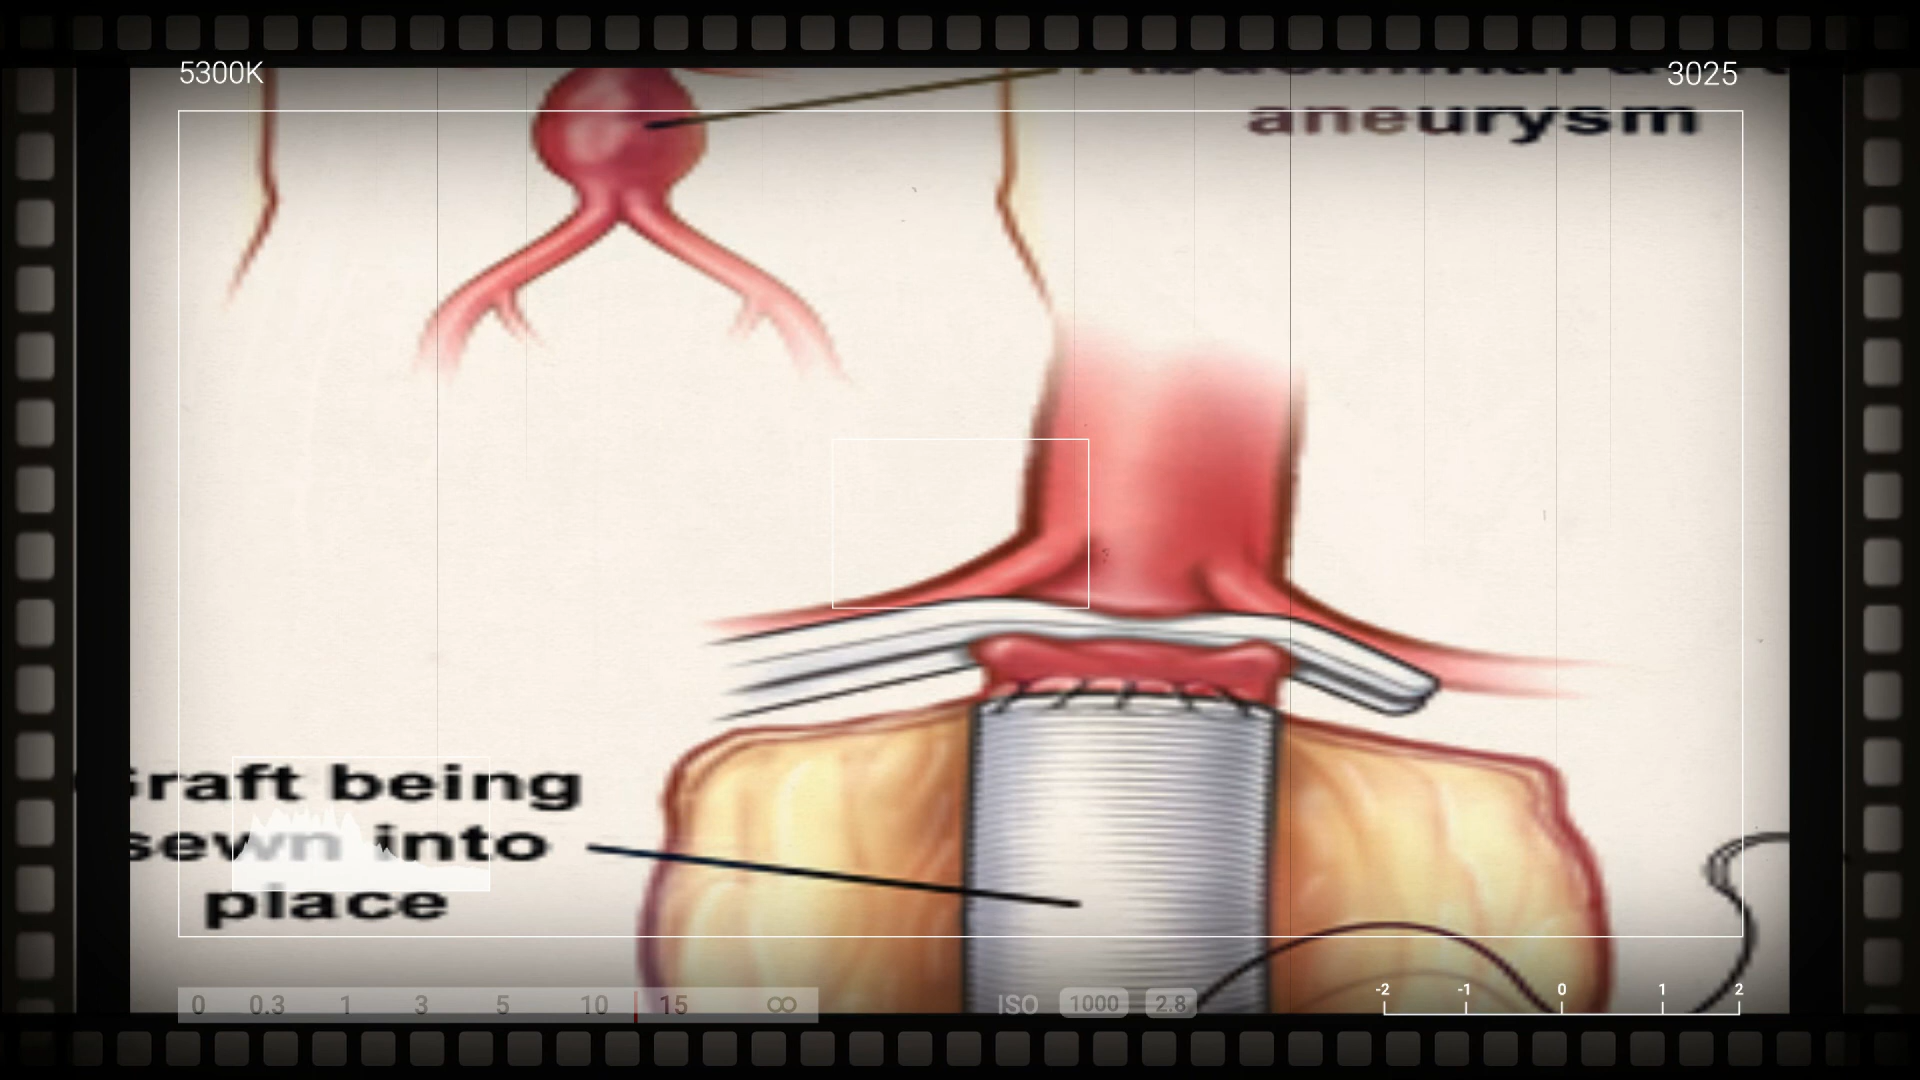 5300K
3025
aneurysm
Graft being
sewn into
place
0 0.3 1 3 5 10 15 ∞
ISO 1000 2.8
-2 -1 0 1 2